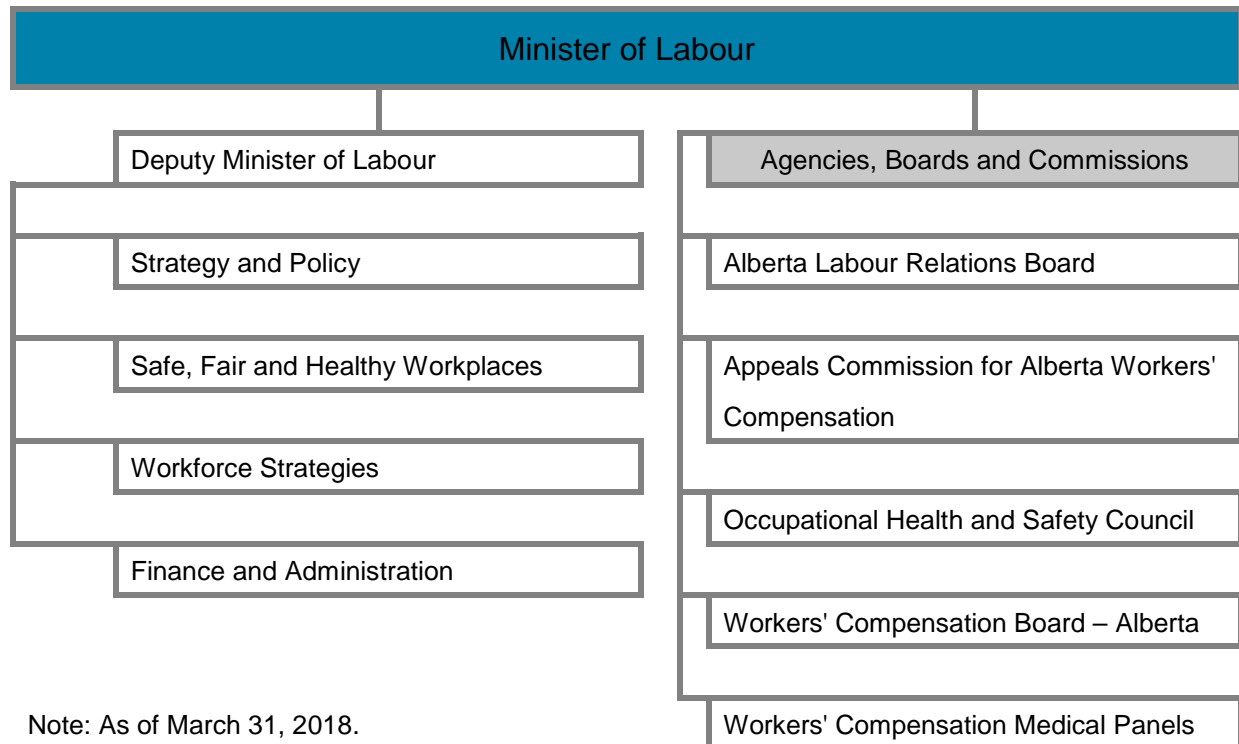 Minister of Labour
Deputy Minister of Labour
Strategy and Policy
Safe, Fair and Healthy Workplaces
Workforce Strategies
Finance and Administration
Agencies, Boards and Commissions
Alberta Labour Relations Board
Appeals Commission for Alberta Workers'
Compensation
Occupational Health and Safety Council
Workers' Compensation Board – Alberta
Workers' Compensation Medical Panels
Note: As of March 31, 2018.